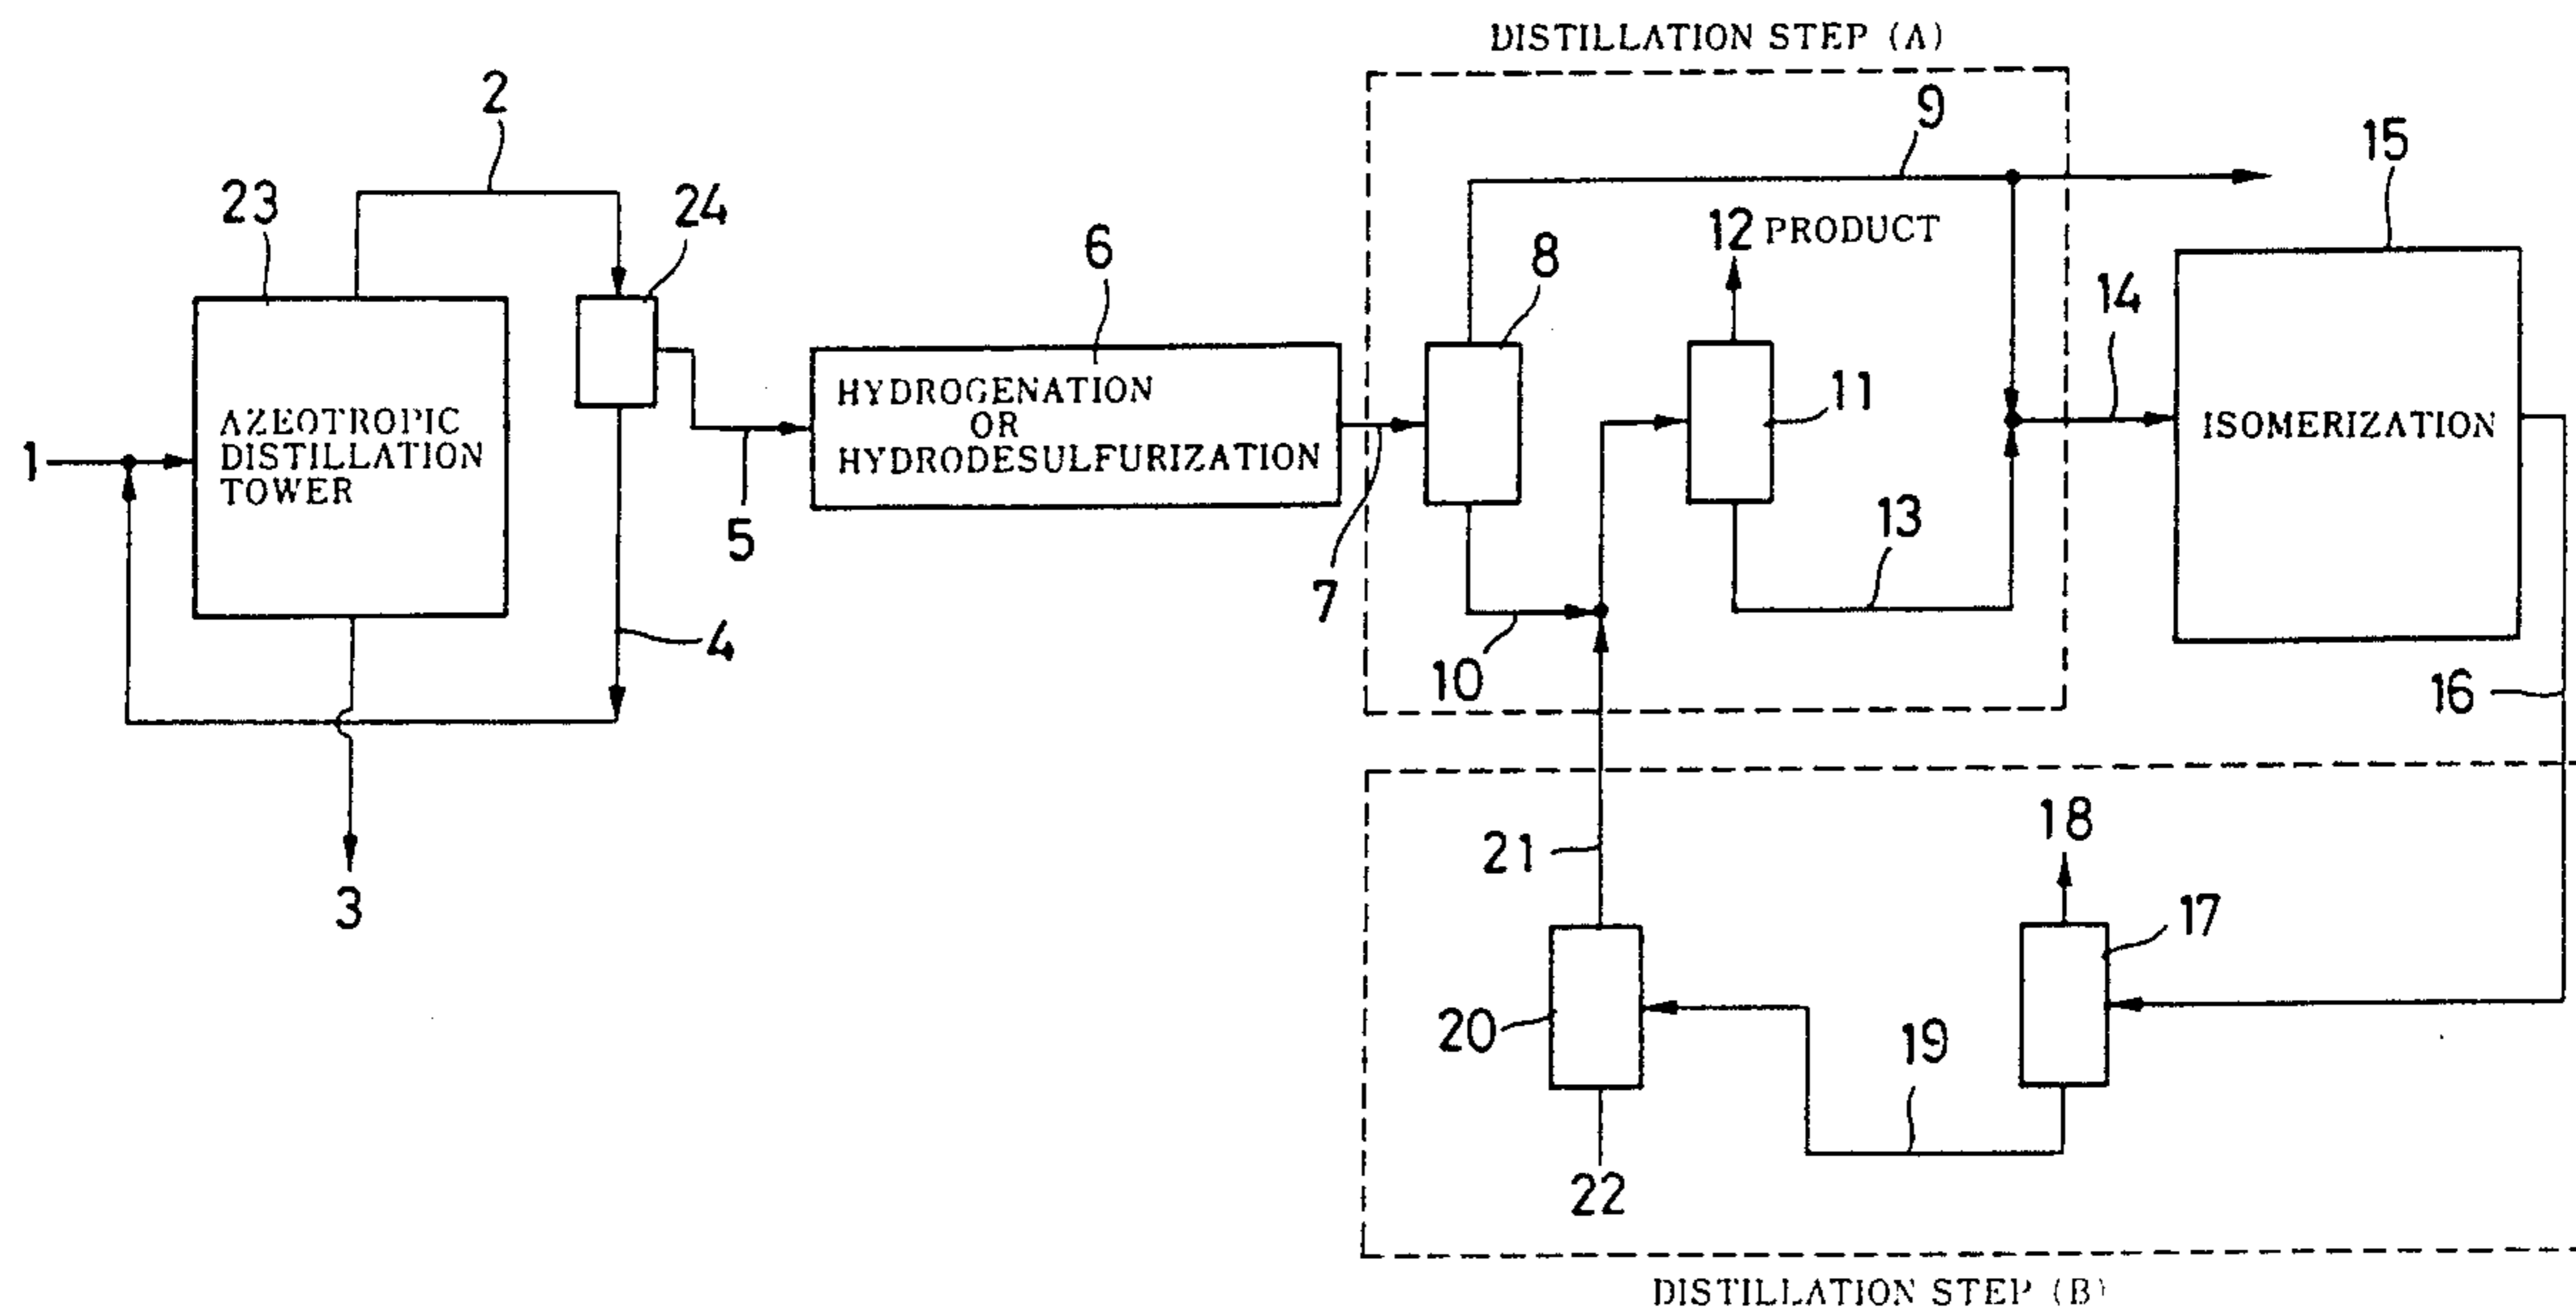 DISTILLATION STEP (A)
2
9
15
23
24
12 PRODUCT
6
8
14
HYDROGENATION
OR
HYDRODESULFURIZATION
11
AZEOTROPIC
DISTILLATION
TOWER
ISOMERIZATION
1
5
13
7
4
10
16
18
21
3
17
20
19
22
DISTILLATION STEP (B)